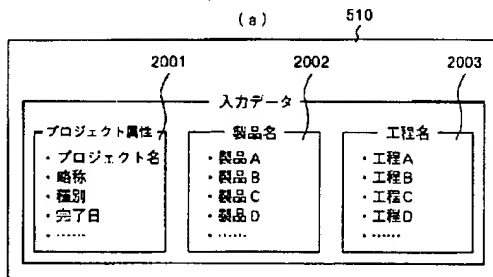 (a)
510
2001
2002
2003
入力データ
プロジェクト属性
・プロジェクト名
・略称
・種別
・完了日
・……
製品名
・製品A
・製品B
・製品C
・製品D
・……
工程名
・工程A
・工程B
・工程C
・工程D
・……